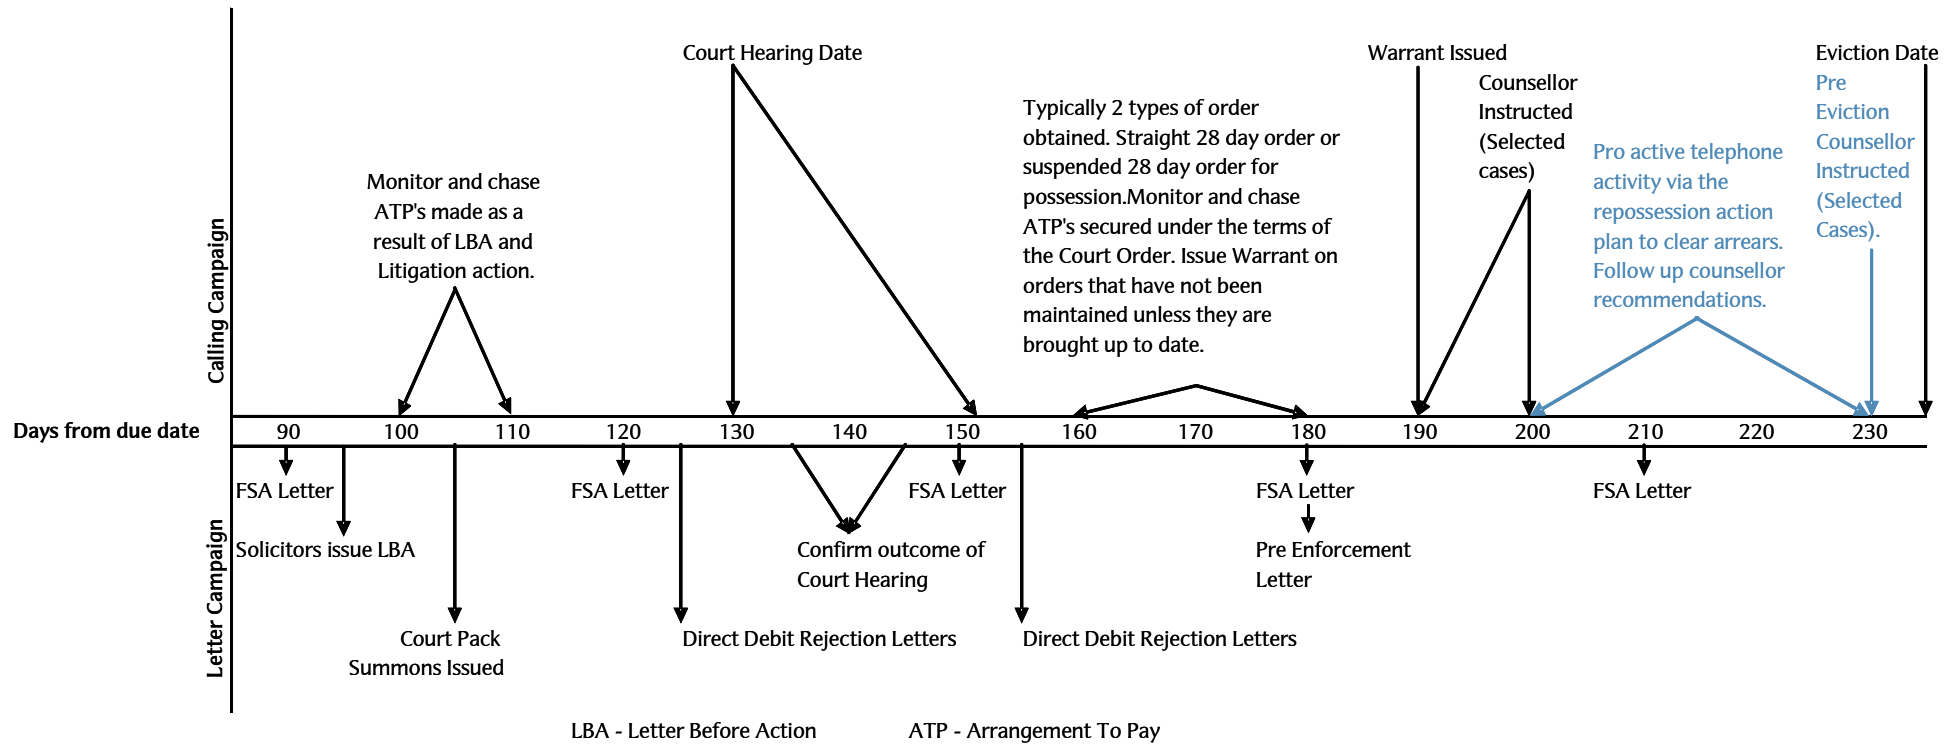 Court Hearing Date
Warrant Issued
Eviction Date
Counsellor
Instructed
(Selected
cases)
Pre
Eviction
Counsellor
Instructed
(Selected
Cases).
Typically 2 types of order
obtained. Straight 28 day order or
suspended 28 day order for
possession.Monitor and chase
ATP's secured under the terms of
the Court Order. Issue Warrant on
orders that have not been
maintained unless they are
brought up to date.
Pro active telephone
activity via the
repossession action
plan to clear arrears.
Follow up counsellor
recommendations.
Monitor and chase
ATP's made as a
result of LBA and
Litigation action.
Calling Campaign
Days from due date 90 100 110 120 130 140 150 160 170 180 190 200 210 220 230
Letter Campaign
FSA Letter FSA Letter FSA Letter FSA Letter FSA Letter
Solicitors issue LBA
Confirm outcome of
Court Hearing
Pre Enforcement
Letter
Court Pack
Summons Issued
Direct Debit Rejection Letters
Direct Debit Rejection Letters
LBA - Letter Before Action
ATP - Arrangement To Pay